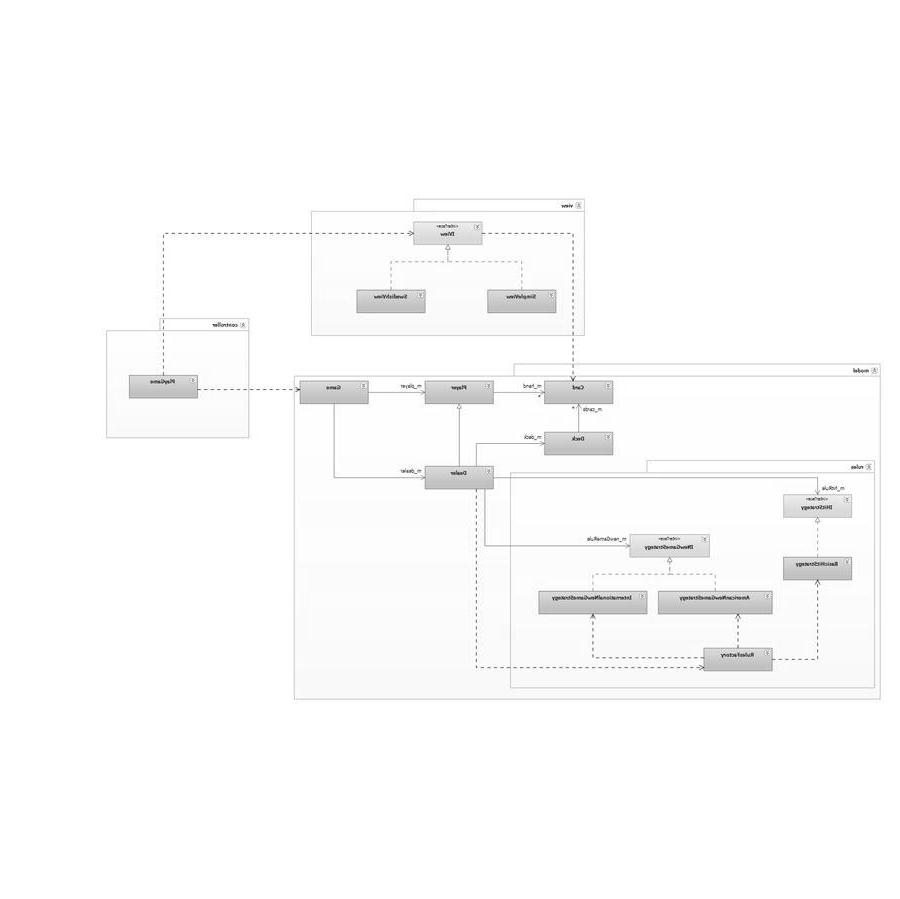 view
«interface»
IView
SwedishView
SimpleView
controller
PlayGame
model
Game
m_player
Player
m_hand
*
Card
*
m_cards
m_deck
Deck
m_dealer
Dealer
rules
m_hitRule
«interface»
IHitStrategy
m_newGameRule
«interface»
INewGameStrategy
BasicHitStrategy
InternationalNewGameStrategy
AmericanNewGameStrategy
RulesFactory